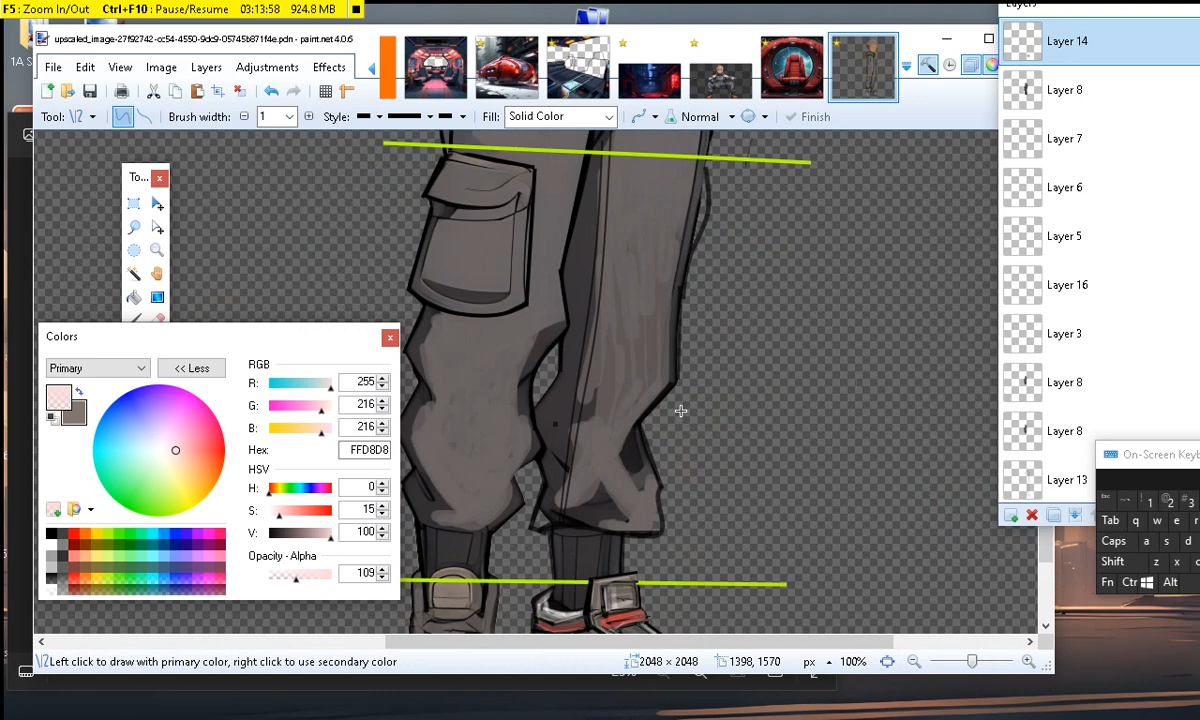 F5: Zoom In/Out Ctrl+F10: Pause/Resume 03:13:58 924.8 MB
1A S
upscaled_image-27f92742-cc54-4550-9dc9-05745b871f4e.pdn - paint.net 4.0.6
File Edit View Image Layers Adjustments Effects
Tool: Brush width: 1 Style: Fill: Solid Color Normal Finish
To...
Colors
Primary << Less
RGB
R: 255
G: 216
B: 216
Hex: FFD8D8
HSV
H: 0
S: 15
V: 100
Opacity - Alpha
109
Left click to draw with primary color, right click to use secondary color 2048 × 2048 1398, 1570 px 100%
Layers
Layer 14
Layer 8
Layer 7
Layer 6
Layer 5
Layer 16
Layer 3
Layer 8
Layer 8
Layer 13
On-Screen Keyb
Esc 1 2 3
Tab q w e
Caps a s d
Shift z x
Fn Ctrl Alt